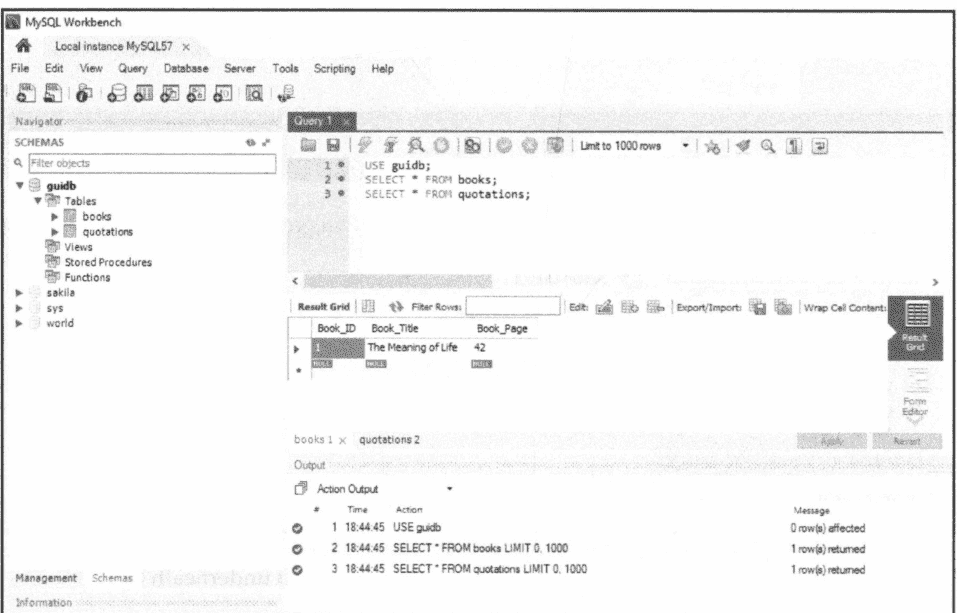 MySQL Workbench
Local instance MySQL57 ×
File Edit View Query Database Server Tools Scripting Help
Navigator
SCHEMAS
Filter objects
guidb
Tables
books
quotations
Views
Stored Procedures
Functions
sakila
sys
world
Management Schemas
Information
Query 1 ×
Limit to 1000 rows
1 USE guidb;
2 SELECT * FROM books;
3 SELECT * FROM quotations;
Result Grid Filter Rows: Edit: Export/Import: Wrap Cell Content:
Book_ID Book_Title Book_Page
1 The Meaning of Life 42
NULL NULL NULL
Result Grid
Form Editor
books 1 × quotations 2
Apply Revert
Output
Action Output
# Time Action Message
1 18:44:45 USE guidb 0 row(s) affected
2 18:44:45 SELECT * FROM books LIMIT 0, 1000 1 row(s) returned
3 18:44:45 SELECT * FROM quotations LIMIT 0, 1000 1 row(s) returned